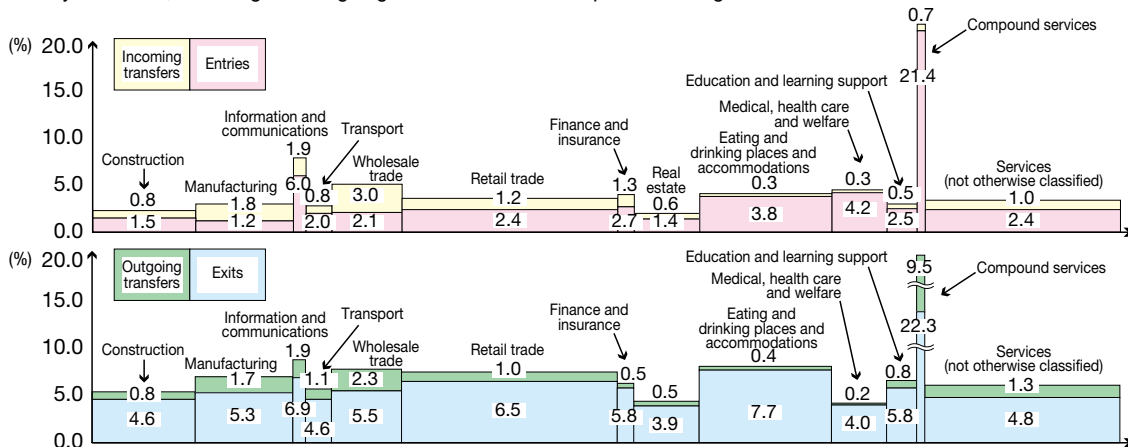 0.7
(%)
20.0
15.0
10.0
5.0
0.0
Incoming
transfers
Entries
Compound services
21.4
Education and learning support
Medical, health care
and welfare
Information and
communications
Transport
Finance and
insurance
Eating and
drinking places and
accommodations
Construction
Manufacturing
Wholesale
trade
Retail trade
Real
estate
Services
(not otherwise classified)
0.8
1.5
1.8
1.2
1.9
6.0
0.8
2.0
3.0
2.1
1.2
2.4
1.3
2.7
0.6
1.4
0.3
3.8
0.3
4.2
0.5
2.5
1.0
2.4
(%)
20.0
15.0
10.0
5.0
0.0
Outgoing
transfers
Exits
Education and learning support
Medical, health care
and welfare
9.5
Compound services
22.3
Information and
communications
Transport
Finance and
insurance
Eating and
drinking places and
accommodations
Construction
Manufacturing
Wholesale
trade
Retail trade
Services
(not otherwise classified)
0.8
4.6
1.7
5.3
1.9
6.9
1.1
4.6
2.3
5.5
1.0
6.5
0.5
5.8
0.5
3.9
0.4
7.7
0.2
4.0
0.8
5.8
1.3
4.8